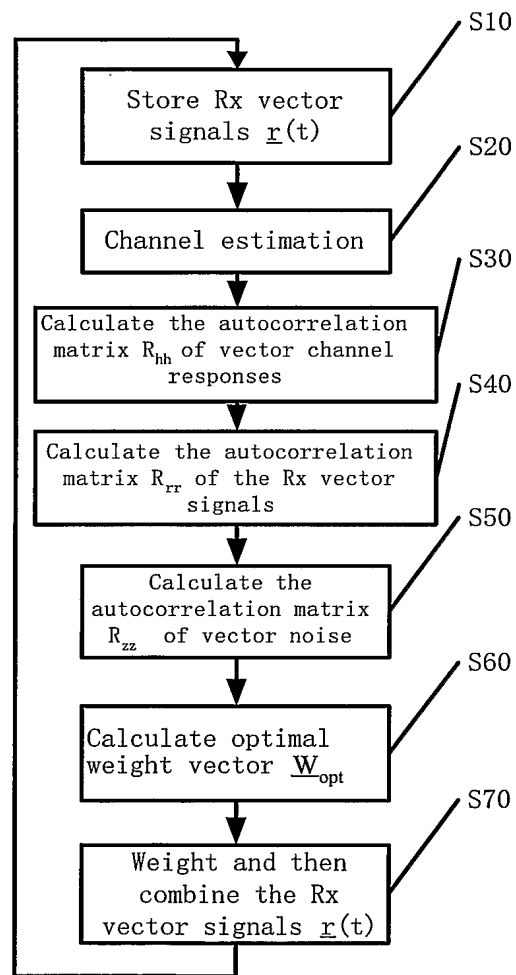 S10
Store Rx vector
signals r(t)
S20
Channel estimation
S30
Calculate the autocorrelation
matrix Rhh of vector channel
responses
S40
Calculate the autocorrelation
matrix Rrr of the Rx vector
signals
S50
Calculate the
autocorrelation matrix
Rzz of vector noise
S60
Calculate optimal
weight vector Wopt
S70
Weight and then
combine the Rx
vector signals r(t)